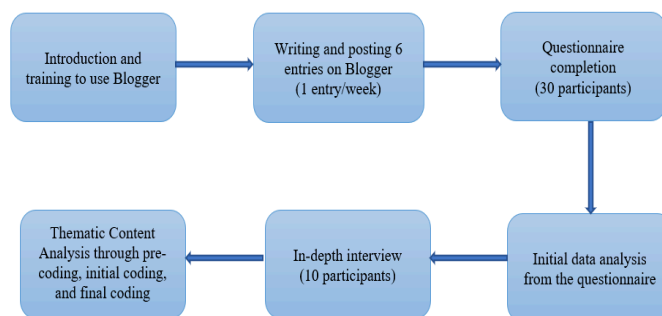 Introduction and
training to use Blogger
Writing and posting 6
entries on Blogger
(1 entry/week)
Questionnaire
completion
(30 participants)
Thematic Content
Analysis through pre-
coding, initial coding,
and final coding
In-depth interview
(10 participants)
Initial data analysis
from the questionnaire